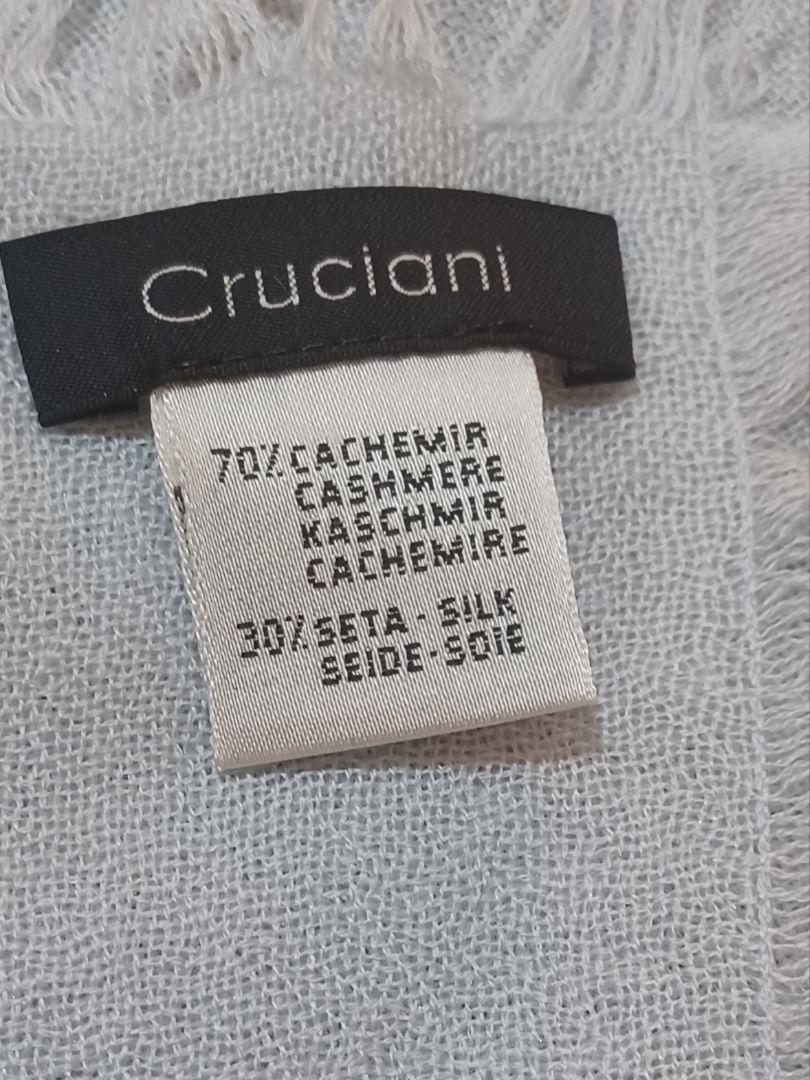 Cruciani
70% CACHEMIR
CASHMERE
KASCHMIR
CACHEMIRE
30% SETA - SILK
SEIDE - SOIE